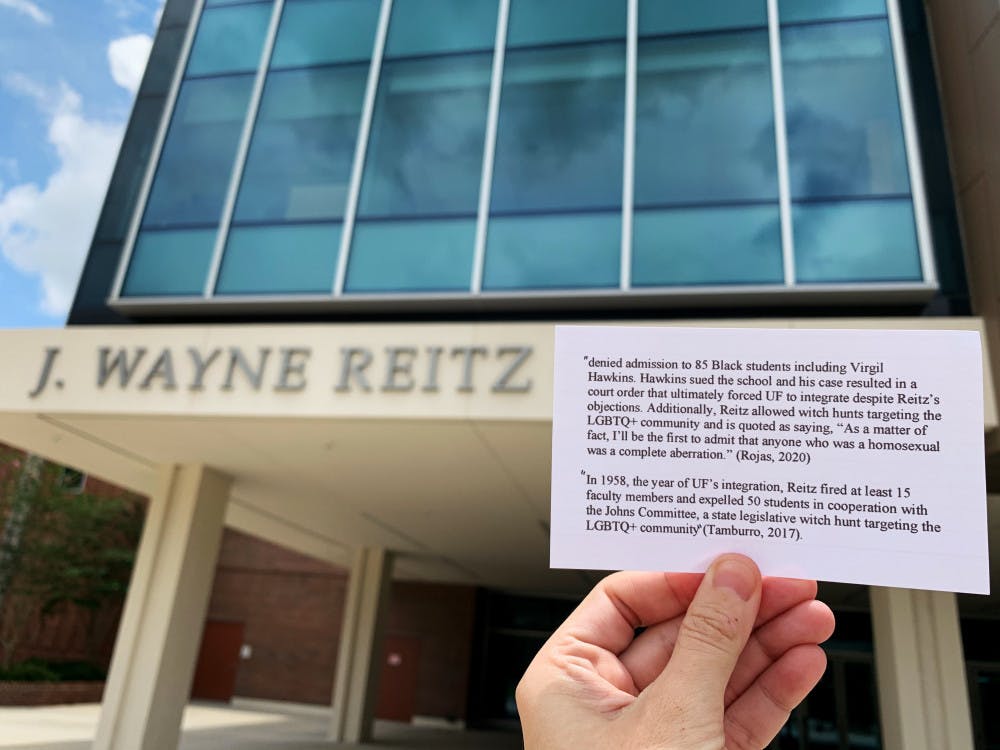 J. WAYNE REITZ
"denied admission to 85 Black students including Virgil
Hawkins. Hawkins sued the school and his case resulted in a
court order that ultimately forced UF to integrate despite Reitz's
objections. Additionally, Reitz allowed witch hunts targeting the
LGBTQ+ community and is quoted as saying, “As a matter of
fact, I'll be the first to admit that anyone who was a homosexual
was a complete aberration.” (Rojas, 2020)
"In 1958, the year of UF's integration, Reitz fired at least 15
faculty members and expelled 50 students in cooperation with
the Johns Committee, a state legislative witch hunt targeting the
LGBTQ+ community"(Tamburro, 2017).